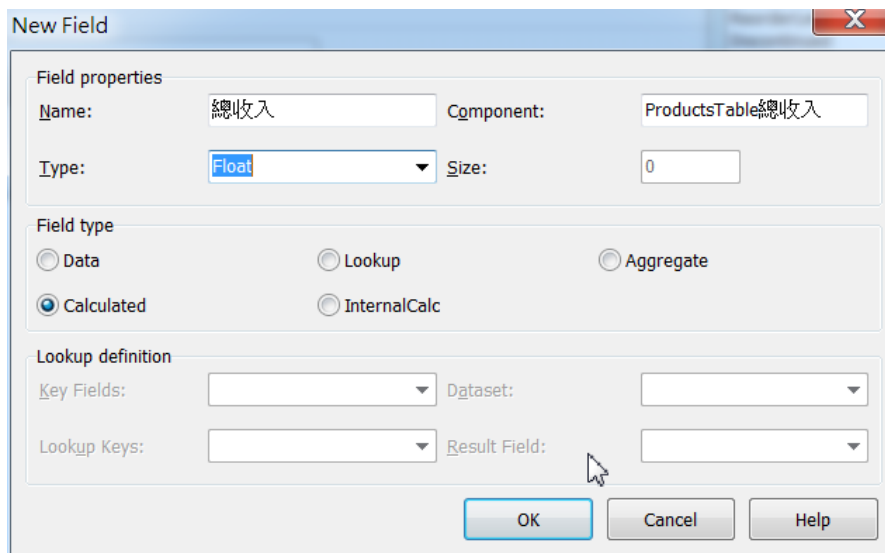 New Field
Field properties
Name: 總收入 Component: ProductsTable總收入
Type: Float Size: 0
Field type
Data Lookup Aggregate
Calculated InternalCalc
Lookup definition
Key Fields: Dataset:
Lookup Keys: Result Field:
OK Cancel Help